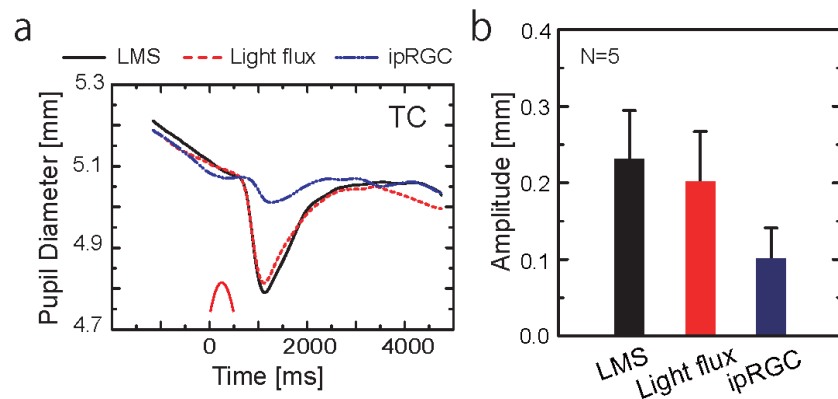 a
LMS Light flux ipRGC
TC
Pupil Diameter [mm]
5.3
5.1
4.9
4.7
0 2000 4000
Time [ms]
b
N=5
Amplitude [mm]
0.4
0.3
0.2
0.1
0.0
LMS Light flux ipRGC